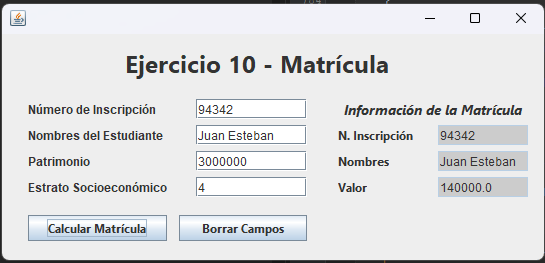 Ejercicio 10 - Matrícula
Número de Inscripción 94342
Nombres del Estudiante Juan Esteban
Patrimonio 3000000
Estrato Socioeconómico 4
Calcular Matrícula Borrar Campos
Información de la Matrícula
N. Inscripción 94342
Nombres Juan Esteban
Valor 140000.0